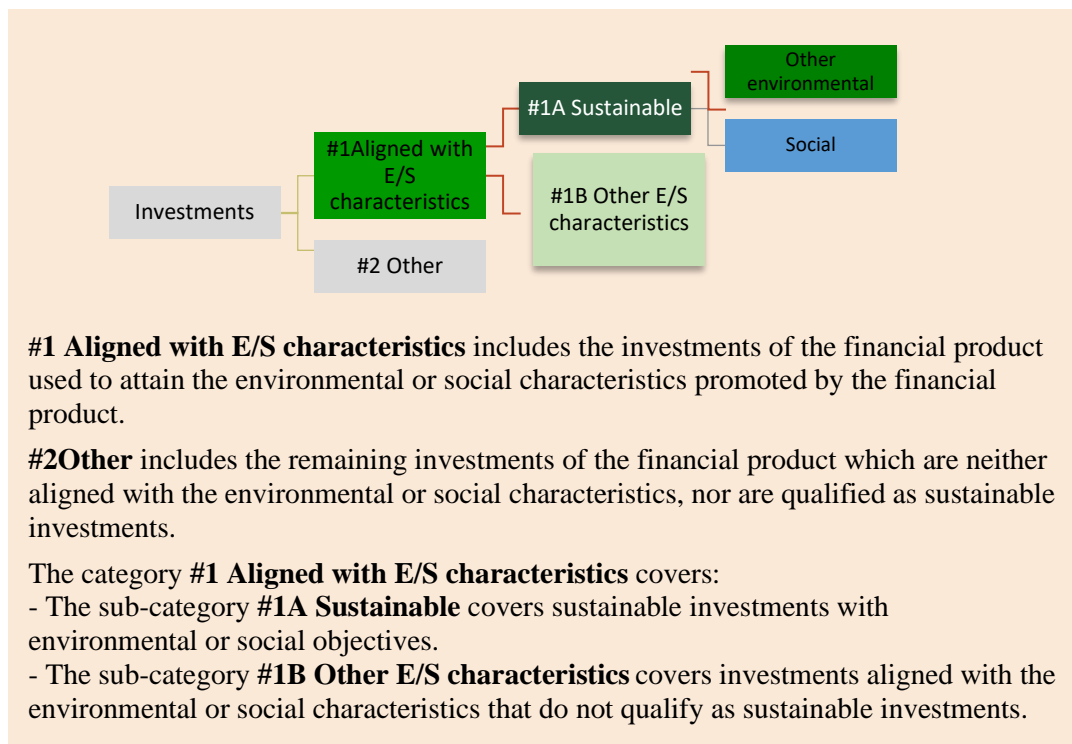 Other
environmental
#1A Sustainable
Social
#1Aligned with
E/S
characteristics
#1B Other E/S
characteristics
Investments
#2 Other
#1 Aligned with E/S characteristics includes the investments of the financial product
used to attain the environmental or social characteristics promoted by the financial
product.
#2Other includes the remaining investments of the financial product which are neither
aligned with the environmental or social characteristics, nor are qualified as sustainable
investments.
The category #1 Aligned with E/S characteristics covers:
- The sub-category #1A Sustainable covers sustainable investments with
environmental or social objectives.
- The sub-category #1B Other E/S characteristics covers investments aligned with the
environmental or social characteristics that do not qualify as sustainable investments.